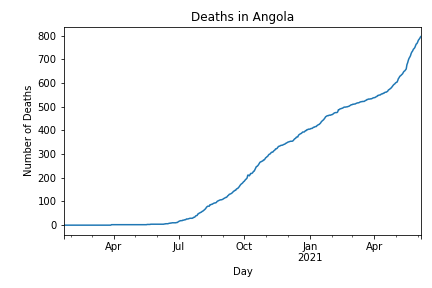 Deaths in Angola
800
700
600
500
400
300
200
100
0
Number of Deaths
Apr
Jul
Oct
Jan
2021
Apr
Day